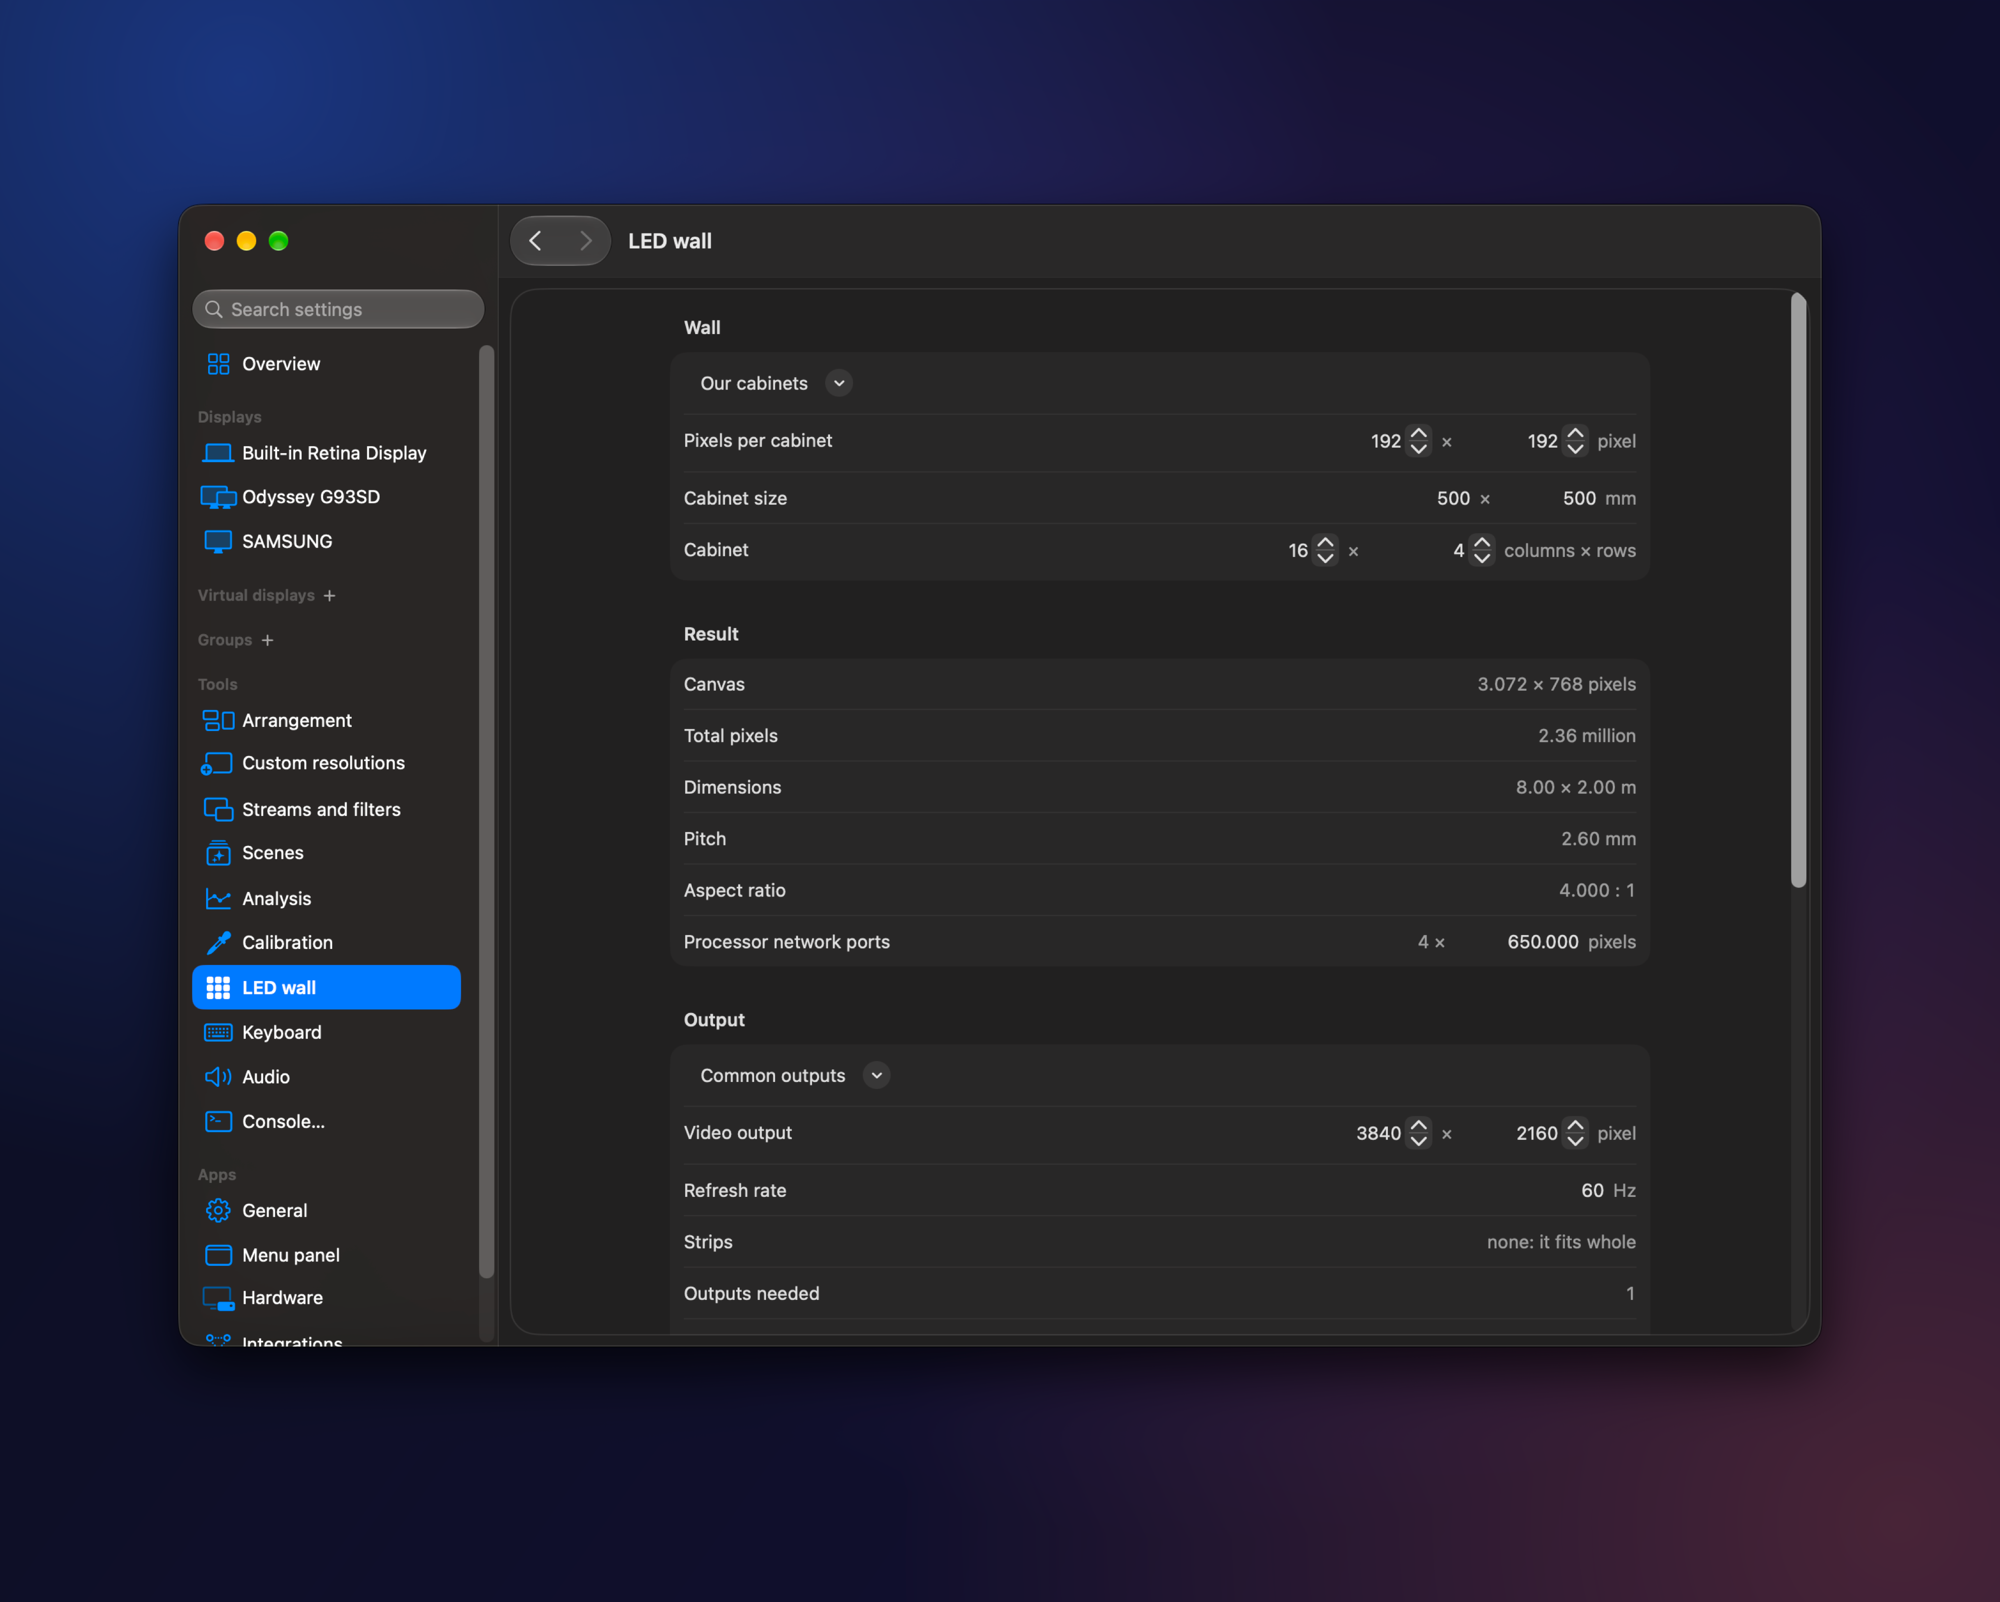 LED wall
Search settings
Overview
Displays
Built-in Retina Display
Odyssey G93SD
SAMSUNG
Virtual displays +
Groups +
Tools
Arrangement
Custom resolutions
Streams and filters
Scenes
Analysis
Calibration
LED wall
Keyboard
Audio
Console...
Apps
General
Menu panel
Hardware
Integrations
Wall
Our cabinets
Pixels per cabinet 192 × 192 pixel
Cabinet size 500 × 500 mm
Cabinet 16 × 4 columns × rows
Result
Canvas 3.072 × 768 pixels
Total pixels 2.36 million
Dimensions 8.00 × 2.00 m
Pitch 2.60 mm
Aspect ratio 4.000 : 1
Processor network ports 4 × 650.000 pixels
Output
Common outputs
Video output 3840 × 2160 pixel
Refresh rate 60 Hz
Strips none: it fits whole
Outputs needed 1